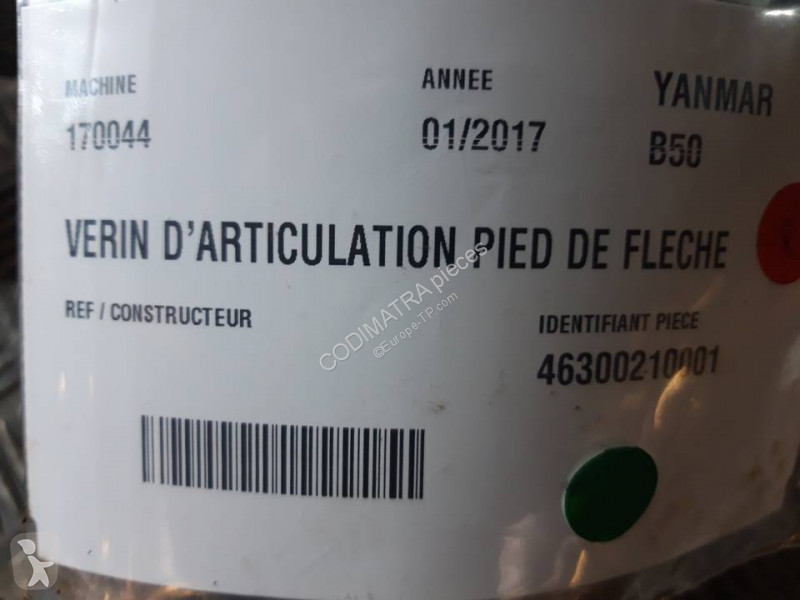 MACHINE
170044
ANNEE
01/2017
YANMAR
B50
VERIN D'ARTICULATION PIED DE FLECHE
REF / CONSTRUCTEUR
IDENTIFIANT PIECE
46300210001
CODIMATRA pieces
©Europe-TP.com